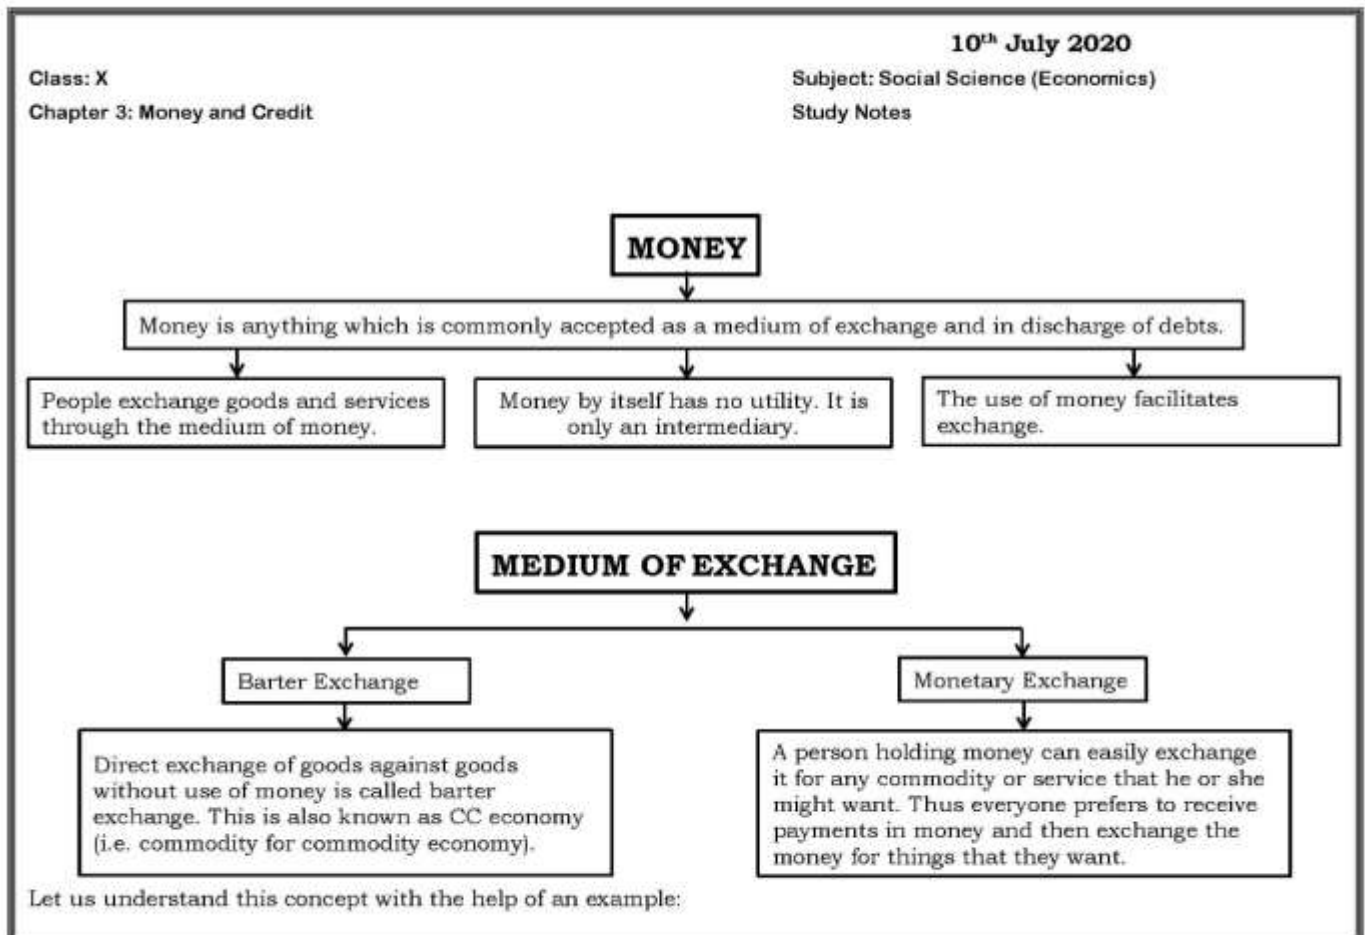 10th July 2020
Class: X
Subject: Social Science (Economics)
Chapter 3: Money and Credit
Study Notes
MONEY
Money is anything which is commonly accepted as a medium of exchange and in discharge of debts.
People exchange goods and services
through the medium of money.
Money by itself has no utility. It is
only an intermediary.
The use of money facilitates
exchange.
MEDIUM OF EXCHANGE
Barter Exchange
Direct exchange of goods against goods
without use of money is called barter
exchange. This is also known as CC economy
(i.e. commodity for commodity economy).
Monetary Exchange
A person holding money can easily exchange
it for any commodity or service that he or she
might want. Thus everyone prefers to receive
payments in money and then exchange the
money for things that they want.
Let us understand this concept with the help of an example: